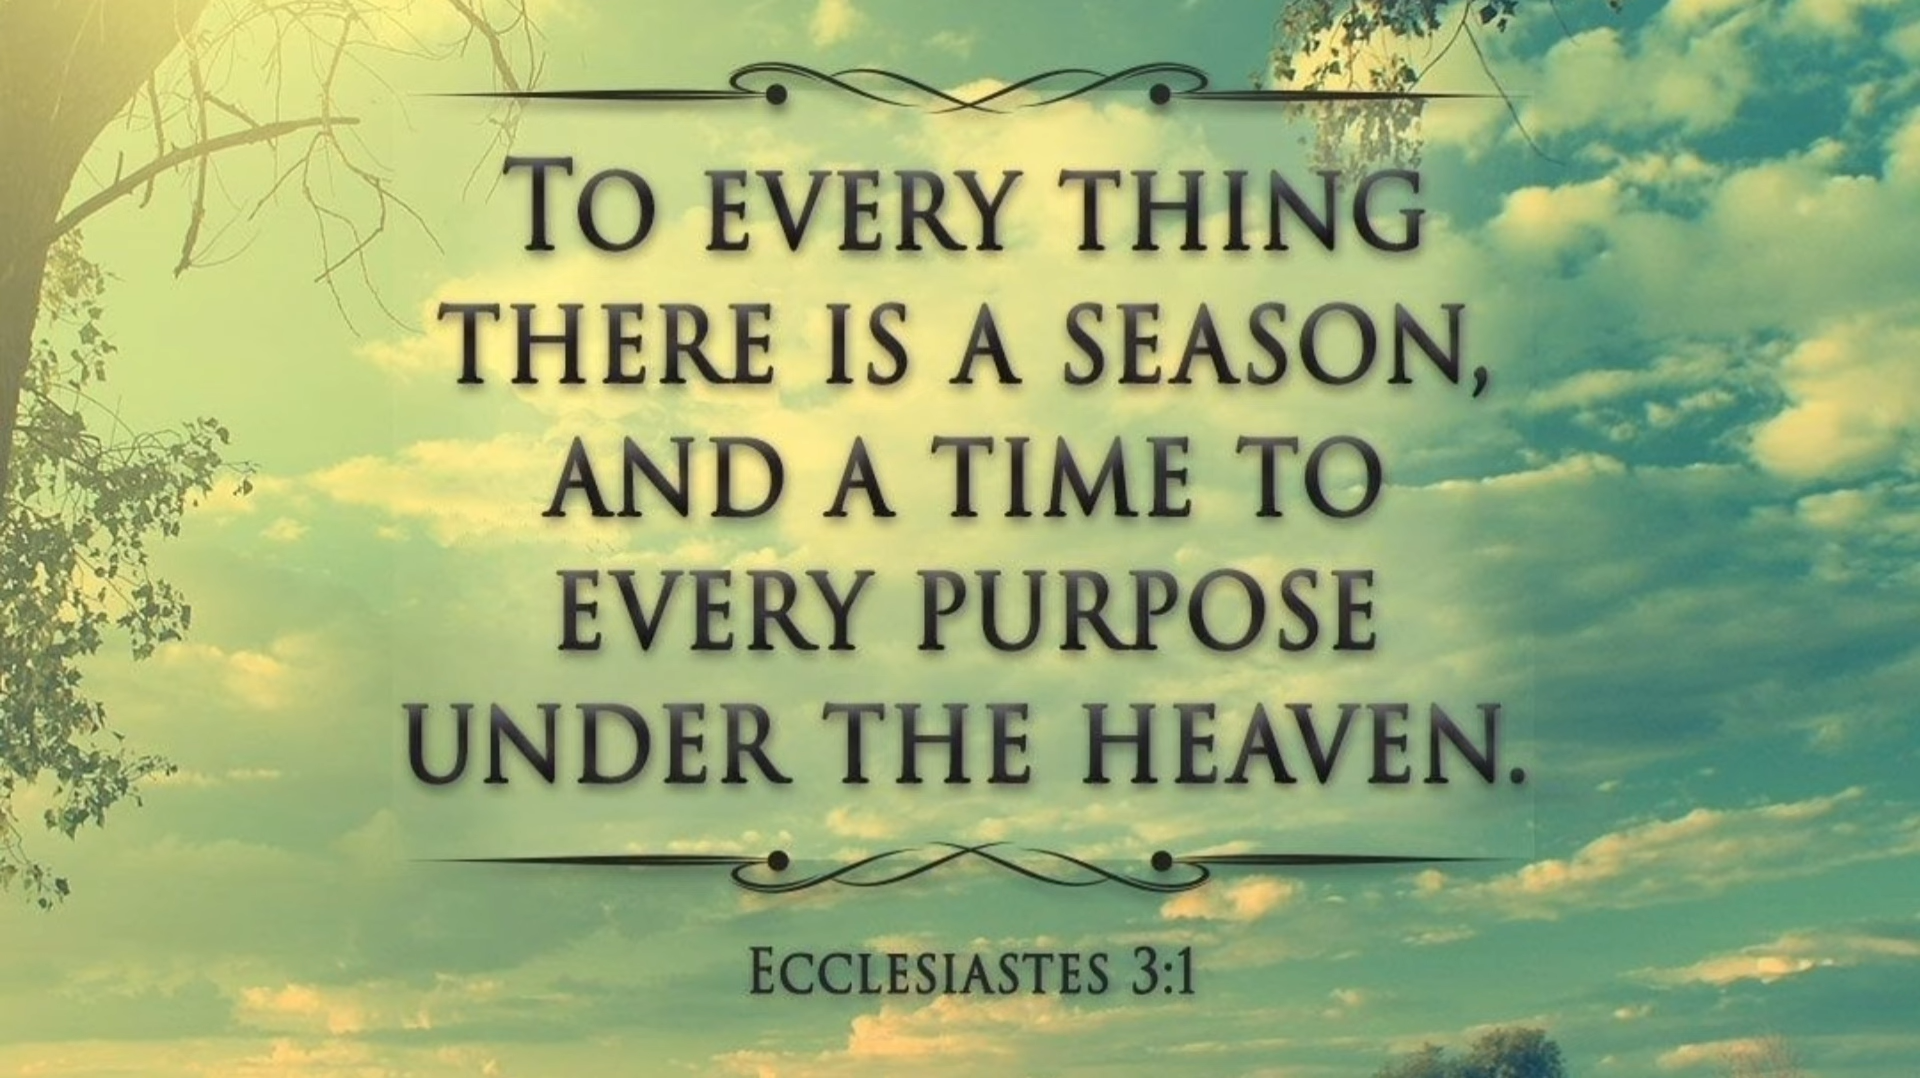 To every thing
there is a season,
and a time to
every purpose
under the heaven.
Ecclesiastes 3:1